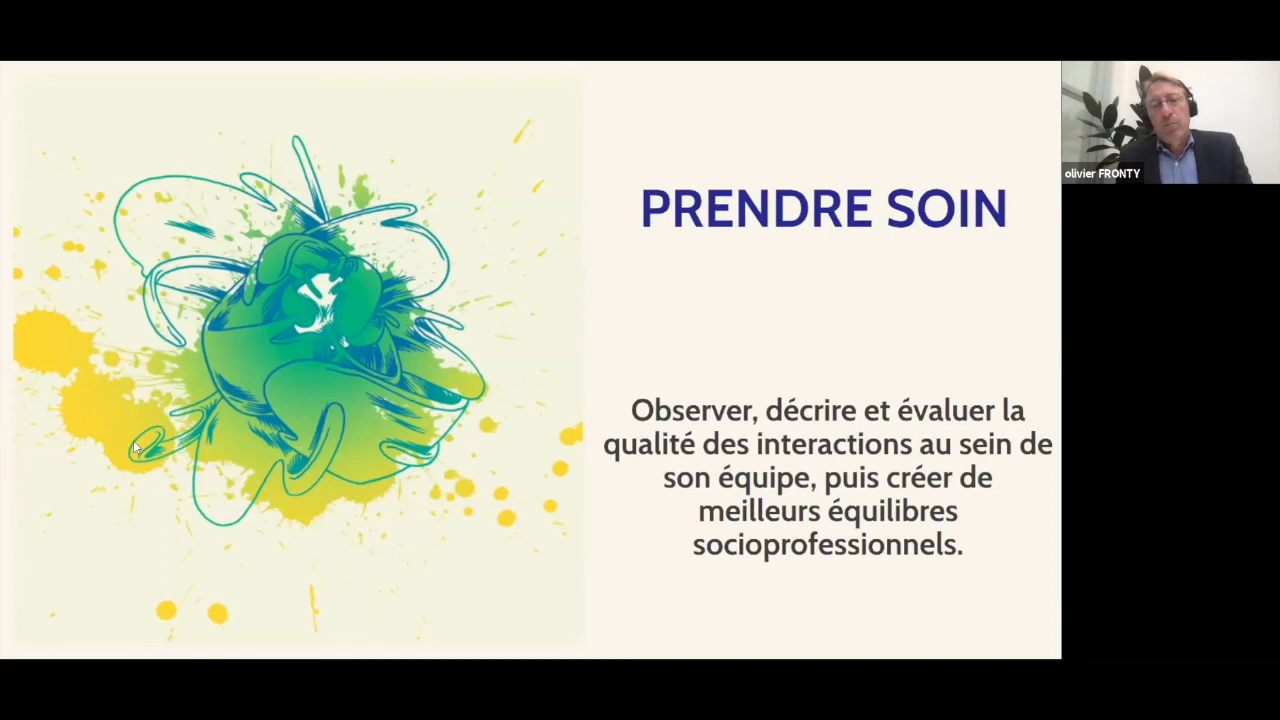 PRENDRE SOIN
Observer, décrire et évaluer la
qualité des interactions au sein de
son équipe, puis créer de
meilleurs équilibres
socioprofessionnels.
olivier FRONTY